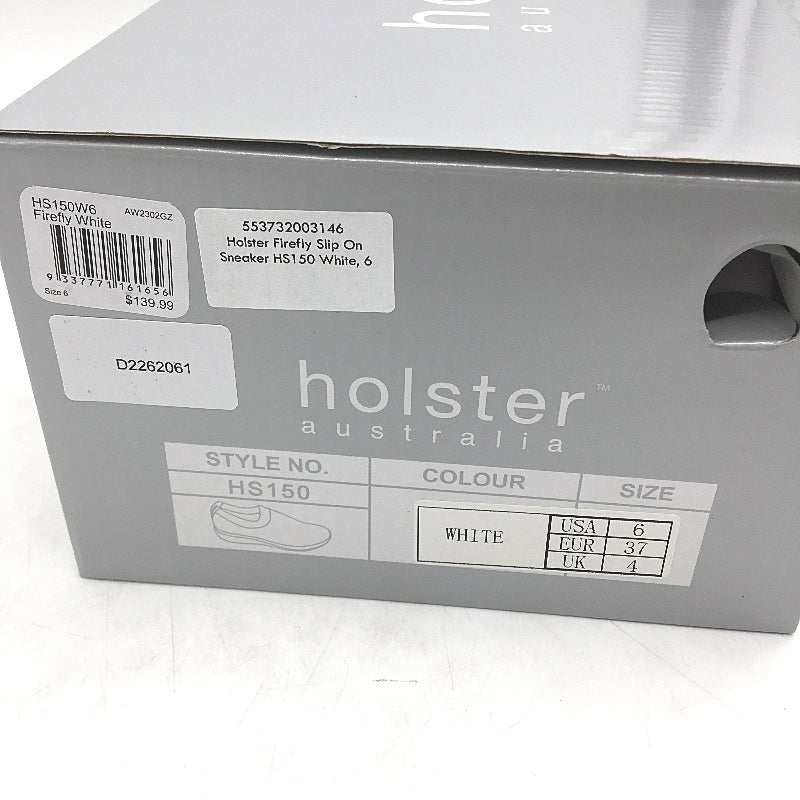 HS150W6 AW2302GZ
Firefly White
9 337771 161656
Size 6 $139.99
553732003146
Holster Firefly Slip On
Sneaker HS150 White, 6
D2262061
holster™
australia
STYLE NO. COLOUR SIZE
HS150
WHITE
USA 6
EUR 37
UK 4